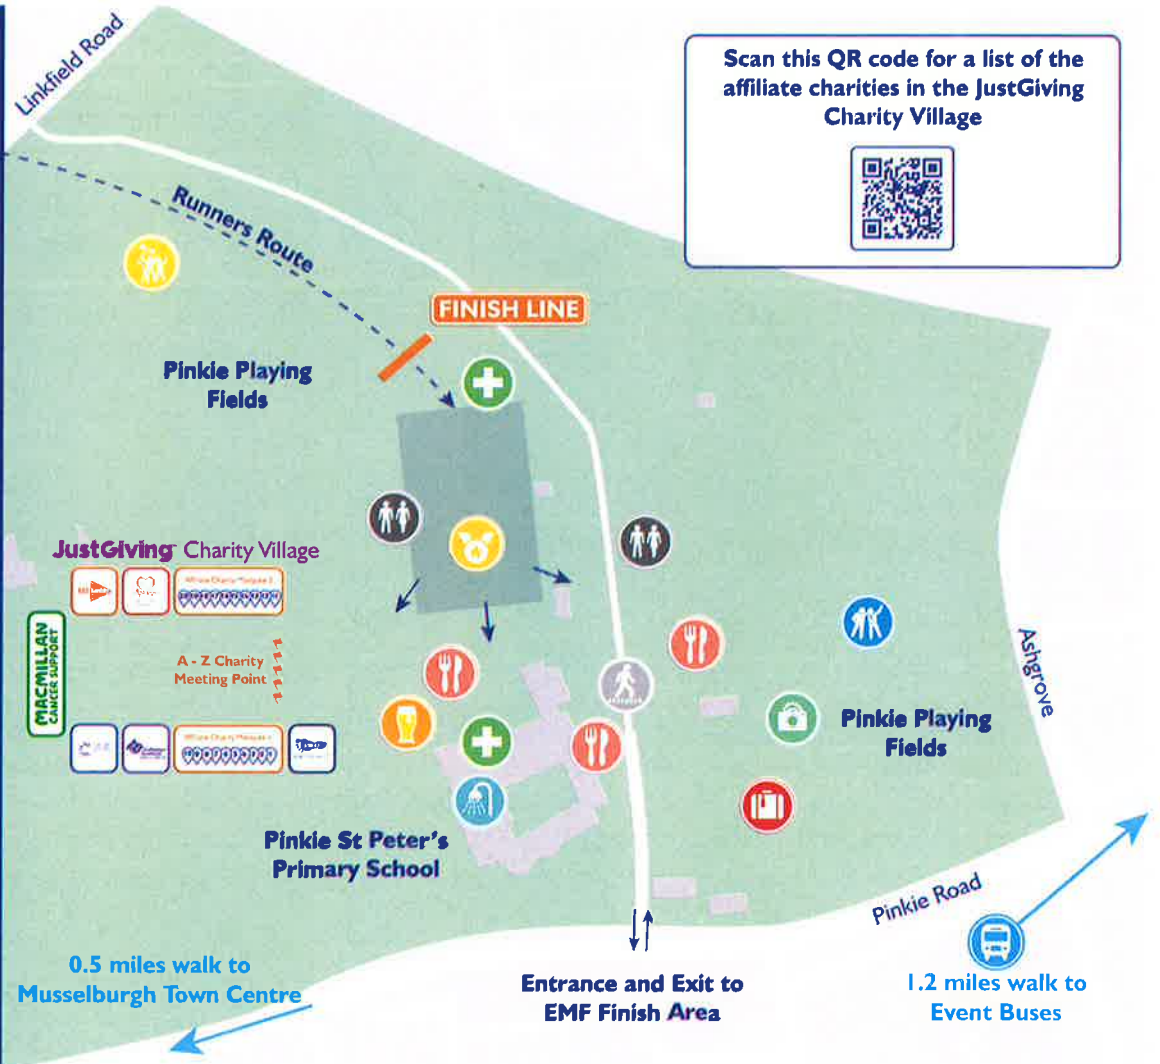 Linkfield Road
Scan this QR code for a list of the
affiliate charities in the JustGiving
Charity Village
Runners Route
FINISH LINE
Pinkie Playing
Fields
JustGiving Charity Village
MACMILLAN
CANCER SUPPORT
A - Z Charity
Meeting Point
Ashgrove
Pinkie Playing
Fields
Pinkie St Peter's
Primary School
Pinkie Road
0.5 miles walk to
Musselburgh Town Centre
Entrance and Exit to
EMF Finish Area
1.2 miles walk to
Event Buses